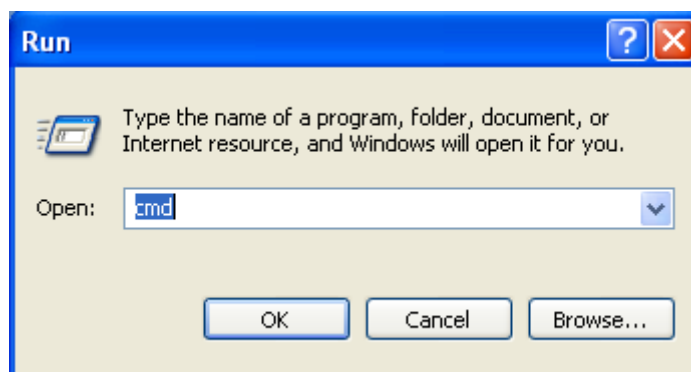 Run
Type the name of a program, folder, document, or
Internet resource, and Windows will open it for you.
Open: cmd
OK Cancel Browse...